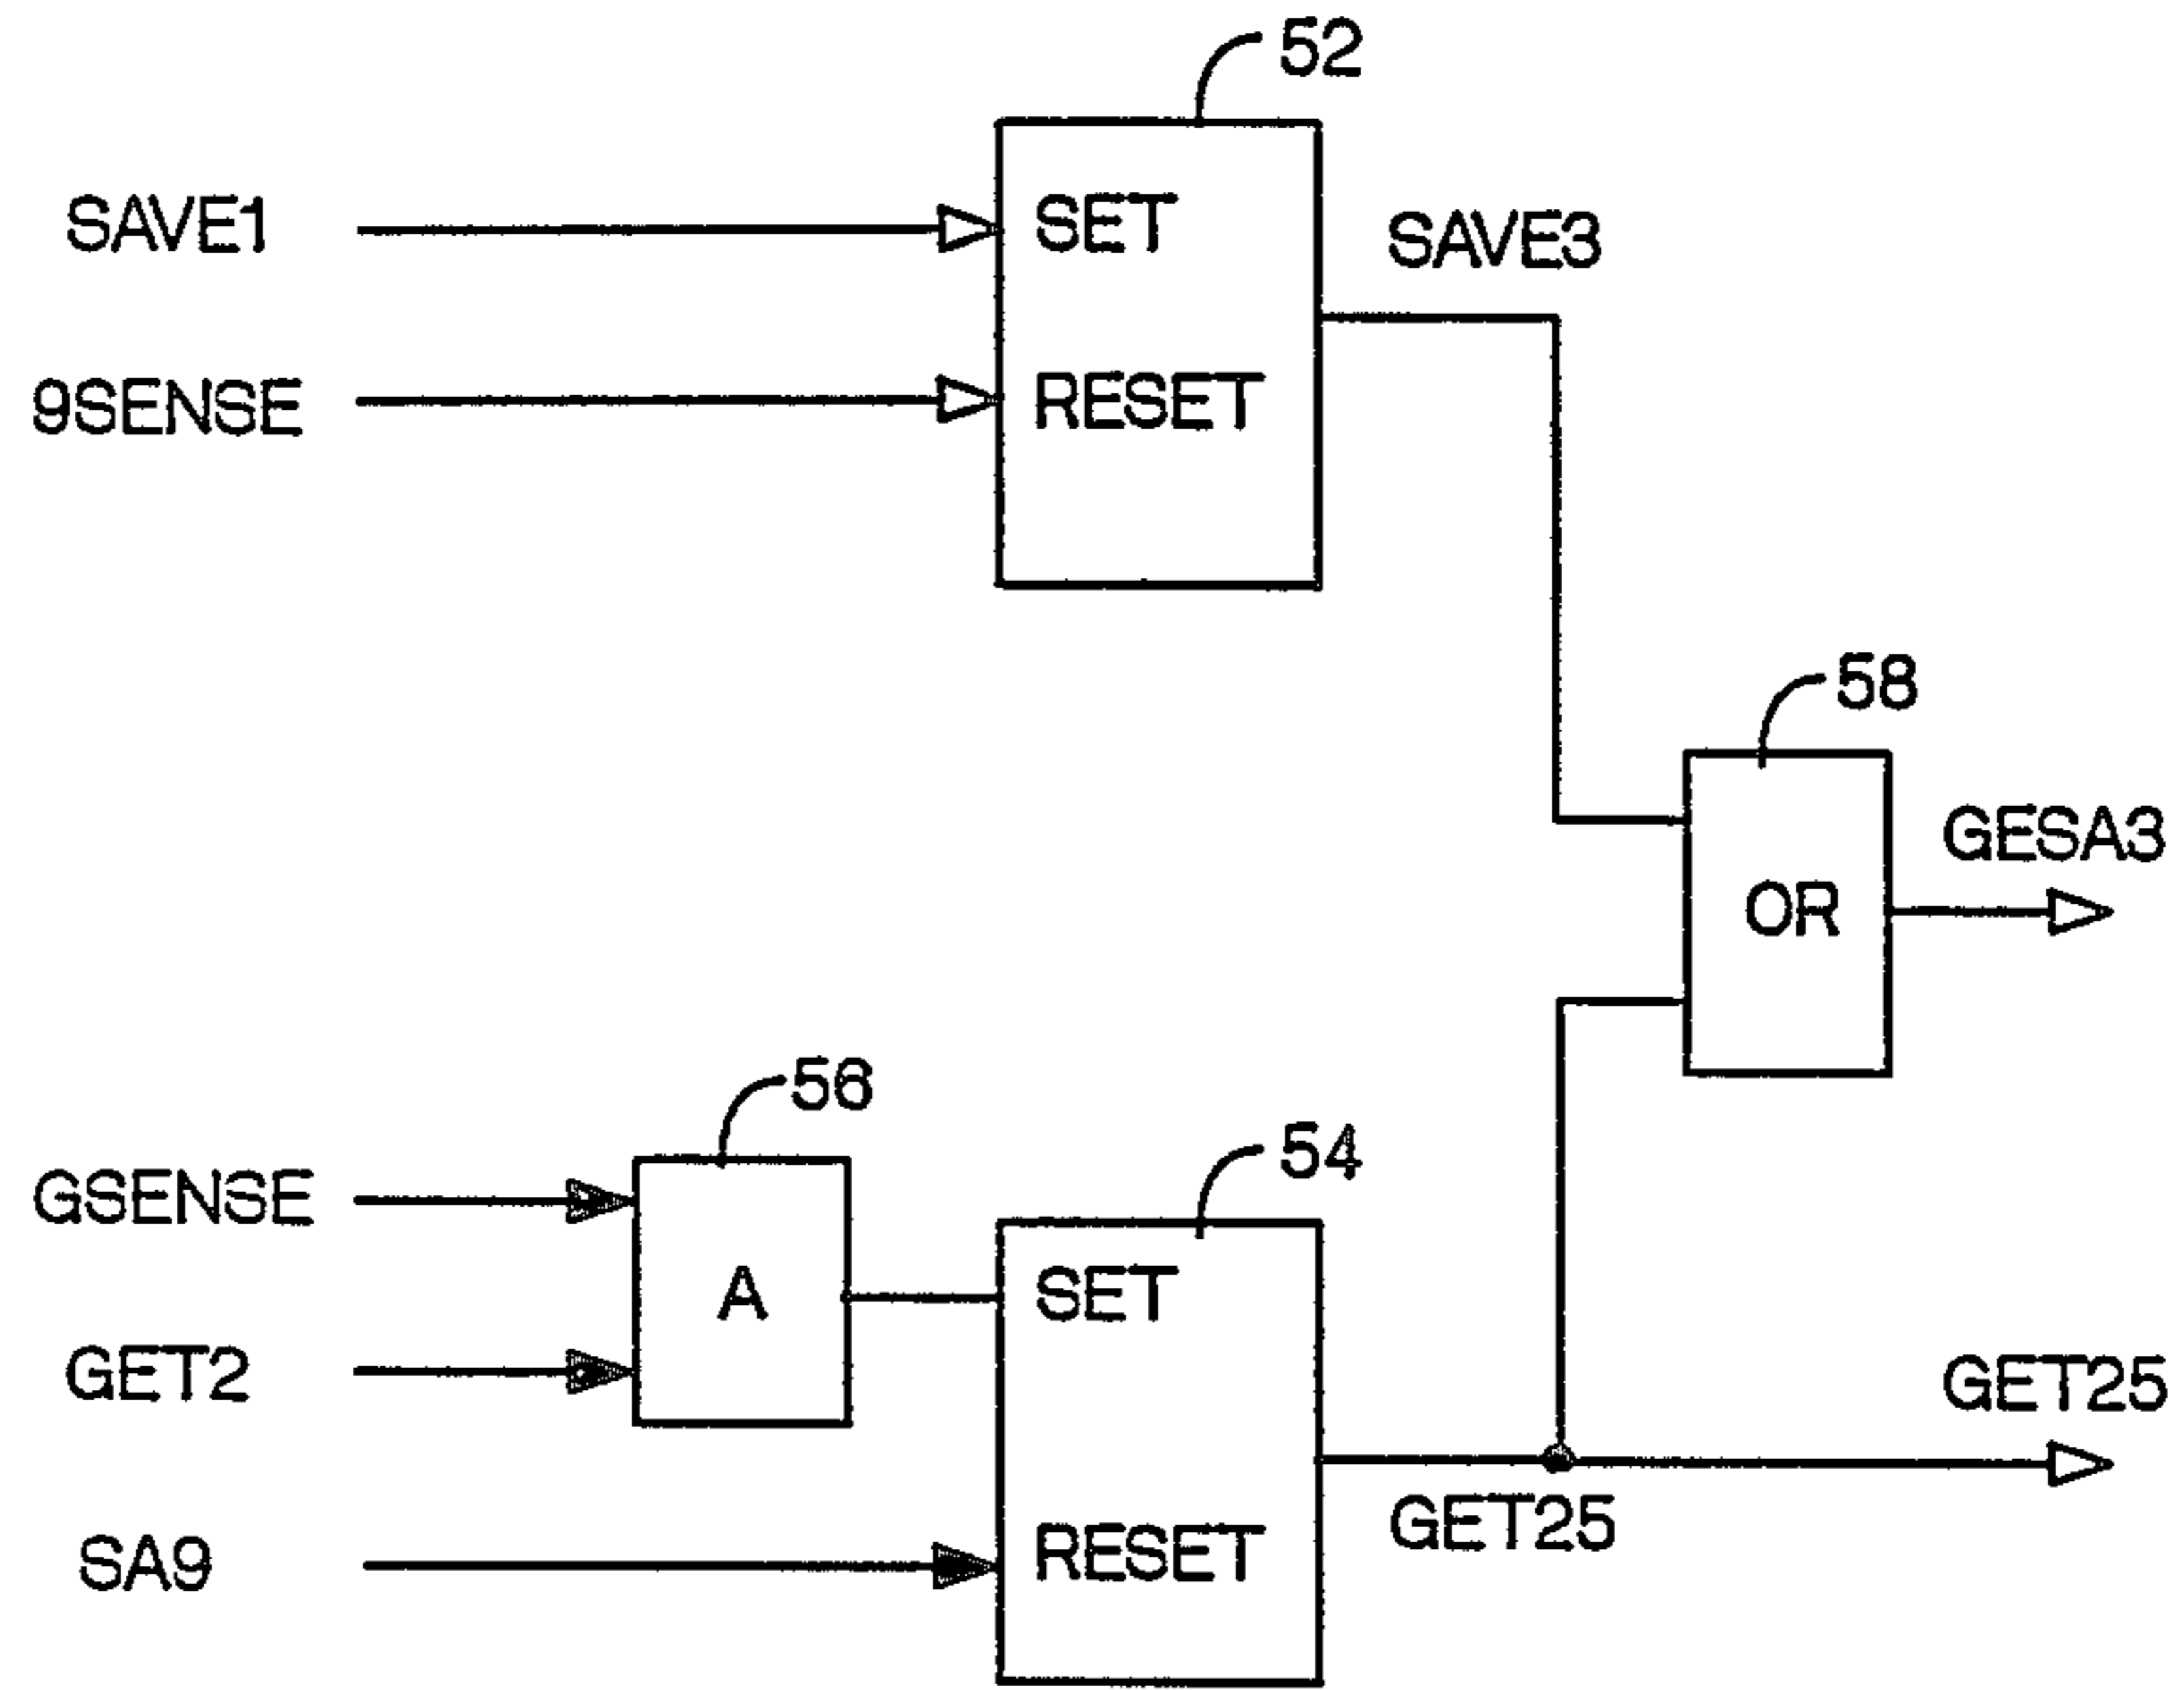 52
SAVE1
SET
SAVE3
9SENSE
RESET
58
GESA3
OR
56
54
GSENSE
A
SET
GET2
GET25
GET25
SA9
RESET